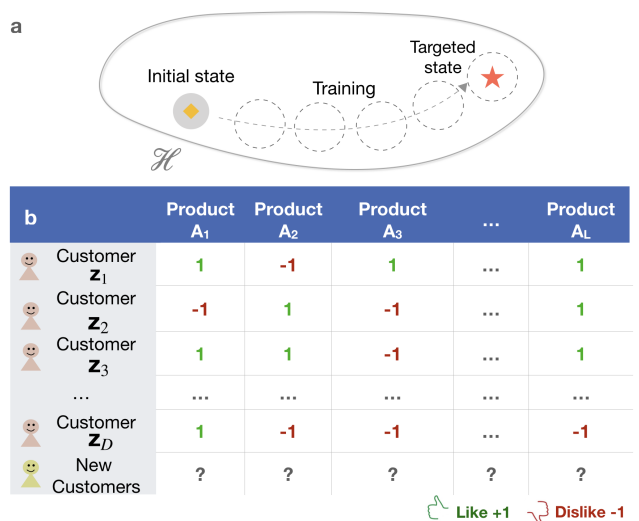 a
Initial state
Training
Targeted
state
ℋ
b
Product A₁
Product A₂
Product A₃
...
Product A_L
Customer z₁ 1 -1 1 ... 1
Customer z₂ -1 1 -1 ... 1
Customer z₃ 1 1 -1 ... 1
... ... ... ... ... ...
Customer z_D 1 -1 -1 ... -1
New Customers ? ? ? ? ?
Like +1 Dislike -1